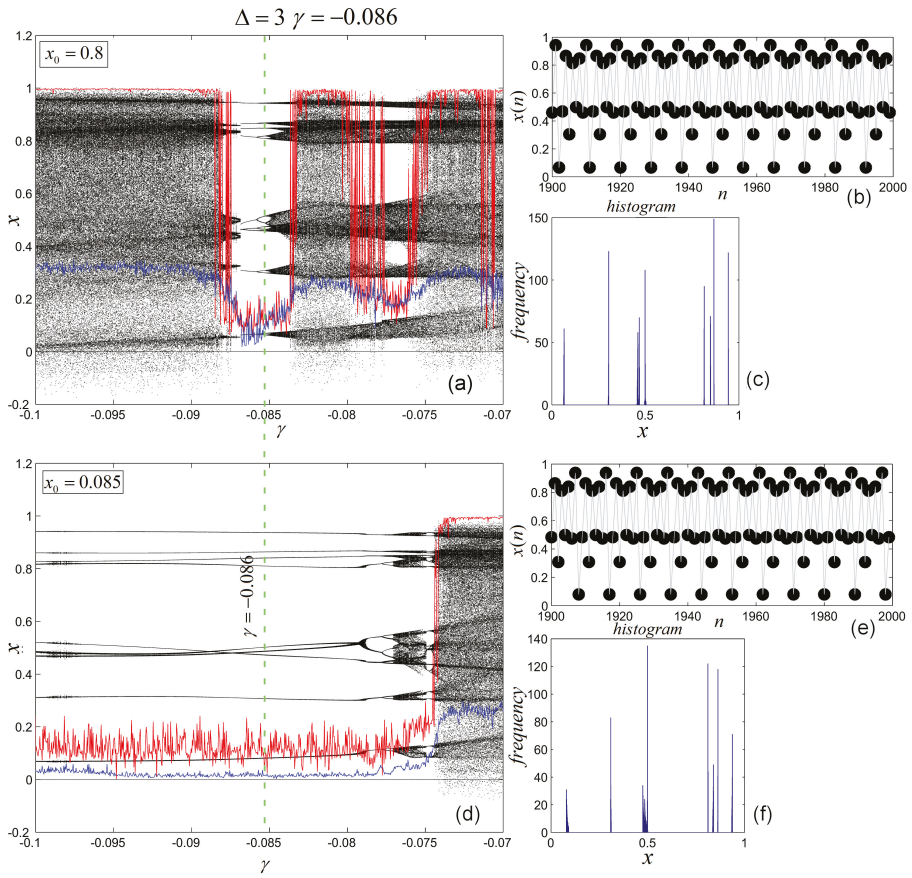 Δ = 3 γ = −0.086
x₀ = 0.8
1.2
1
0.8
0.6
0.4
0.2
0
-0.2
x
-0.1 -0.095 -0.09 -0.085 -0.08 -0.075 -0.07
γ
(a)
1
0.8
0.6
0.4
0.2
0
x(n)
1900 1920 1940 1960 1980 2000
n
(b)
histogram
150
100
50
0
frequency
0 0.5 1
x
(c)
x₀ = 0.085
1.2
1
0.8
0.6
0.4
0.2
0
-0.2
x
γ = −0.086
-0.1 -0.095 -0.09 -0.085 -0.08 -0.075 -0.07
γ
(d)
1
0.8
0.6
0.4
0.2
0
x(n)
1900 1920 1940 1960 1980 2000
n
(e)
histogram
140
120
100
80
60
40
20
0
frequency
0 0.5 1
x
(f)